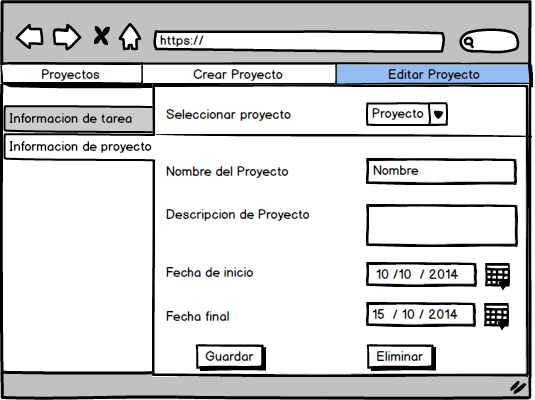 https://
Proyectos
Crear Proyecto
Editar Proyecto
Informacion de tarea
Informacion de proyecto
Seleccionar proyecto
Proyecto
Nombre del Proyecto
Nombre
Descripcion de Proyecto
Fecha de inicio
10 /10 / 2014
Fecha final
15 / 10 / 2014
Guardar
Eliminar